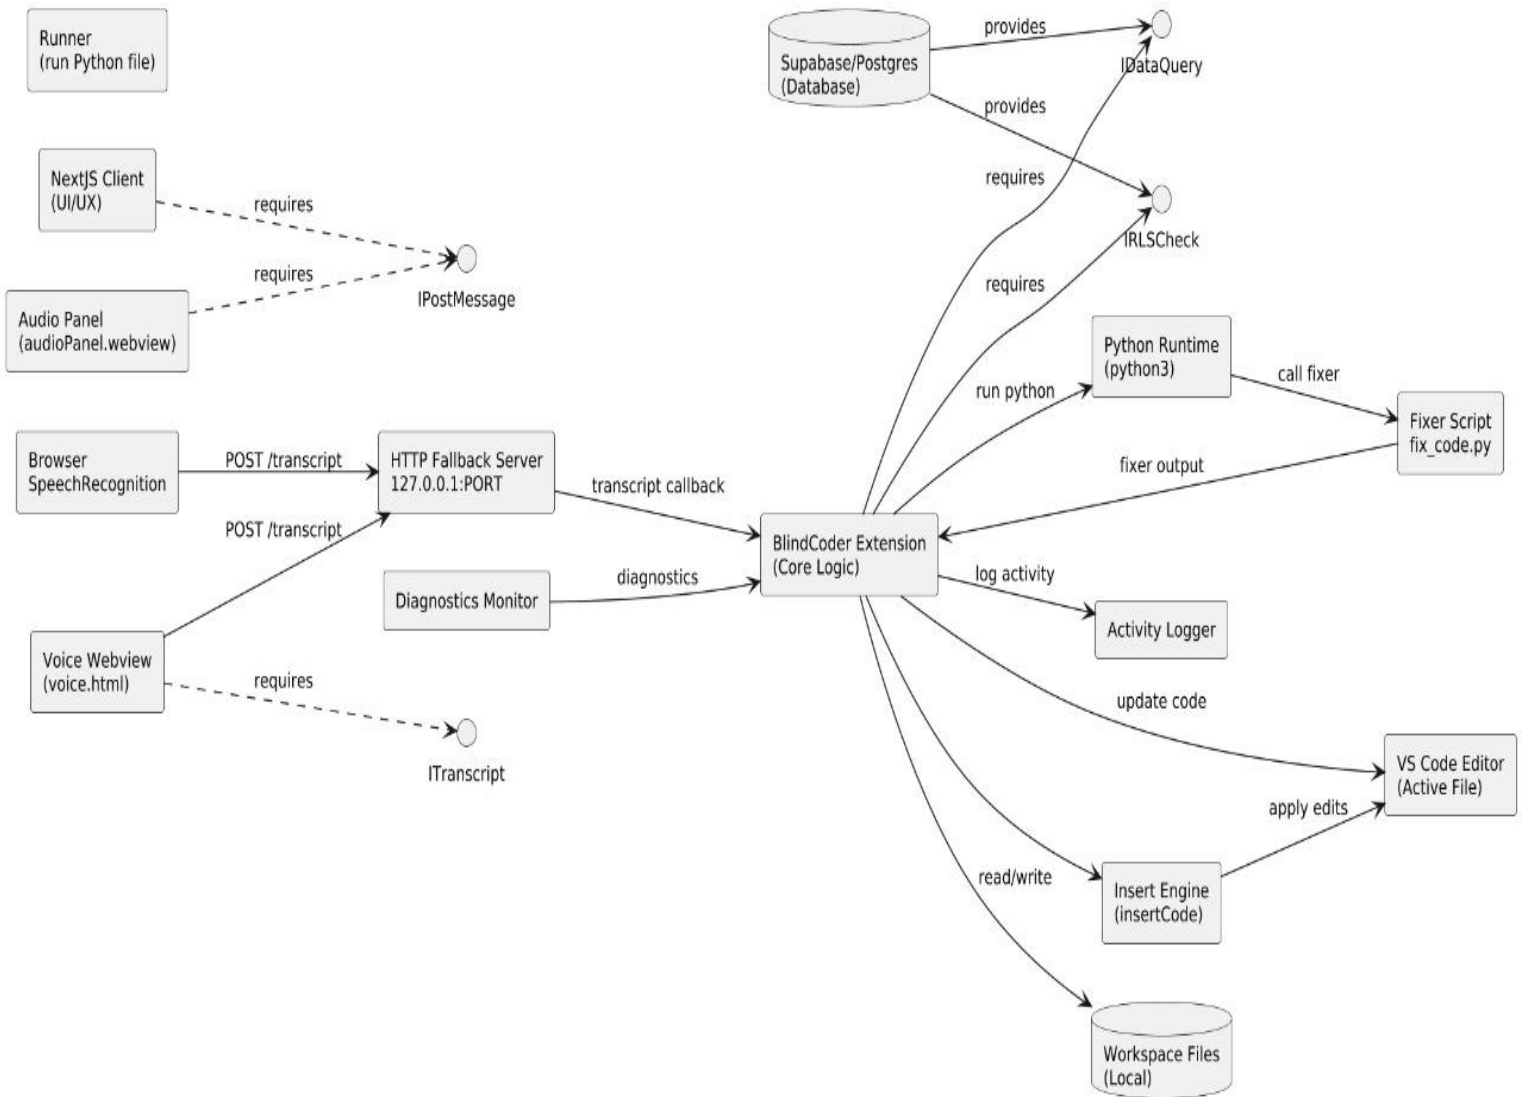 Runner
(run Python file)
NextJS Client
(UI/UX)
requires
requires
IPostMessage
Audio Panel
(audioPanel.webview)
Browser
SpeechRecognition
POST /transcript
POST /transcript
HTTP Fallback Server
127.0.0.1:PORT
transcript callback
Diagnostics Monitor
diagnostics
Voice Webview
(voice.html)
requires
ITranscript
Supabase/Postgres
(Database)
provides
provides
IDataQuery
requires
IRLSCheck
requires
run python
Python Runtime
(python3)
call fixer
Fixer Script
fix_code.py
fixer output
BlindCoder Extension
(Core Logic)
log activity
Activity Logger
update code
VS Code Editor
(Active File)
apply edits
Insert Engine
(insertCode)
read/write
Workspace Files
(Local)